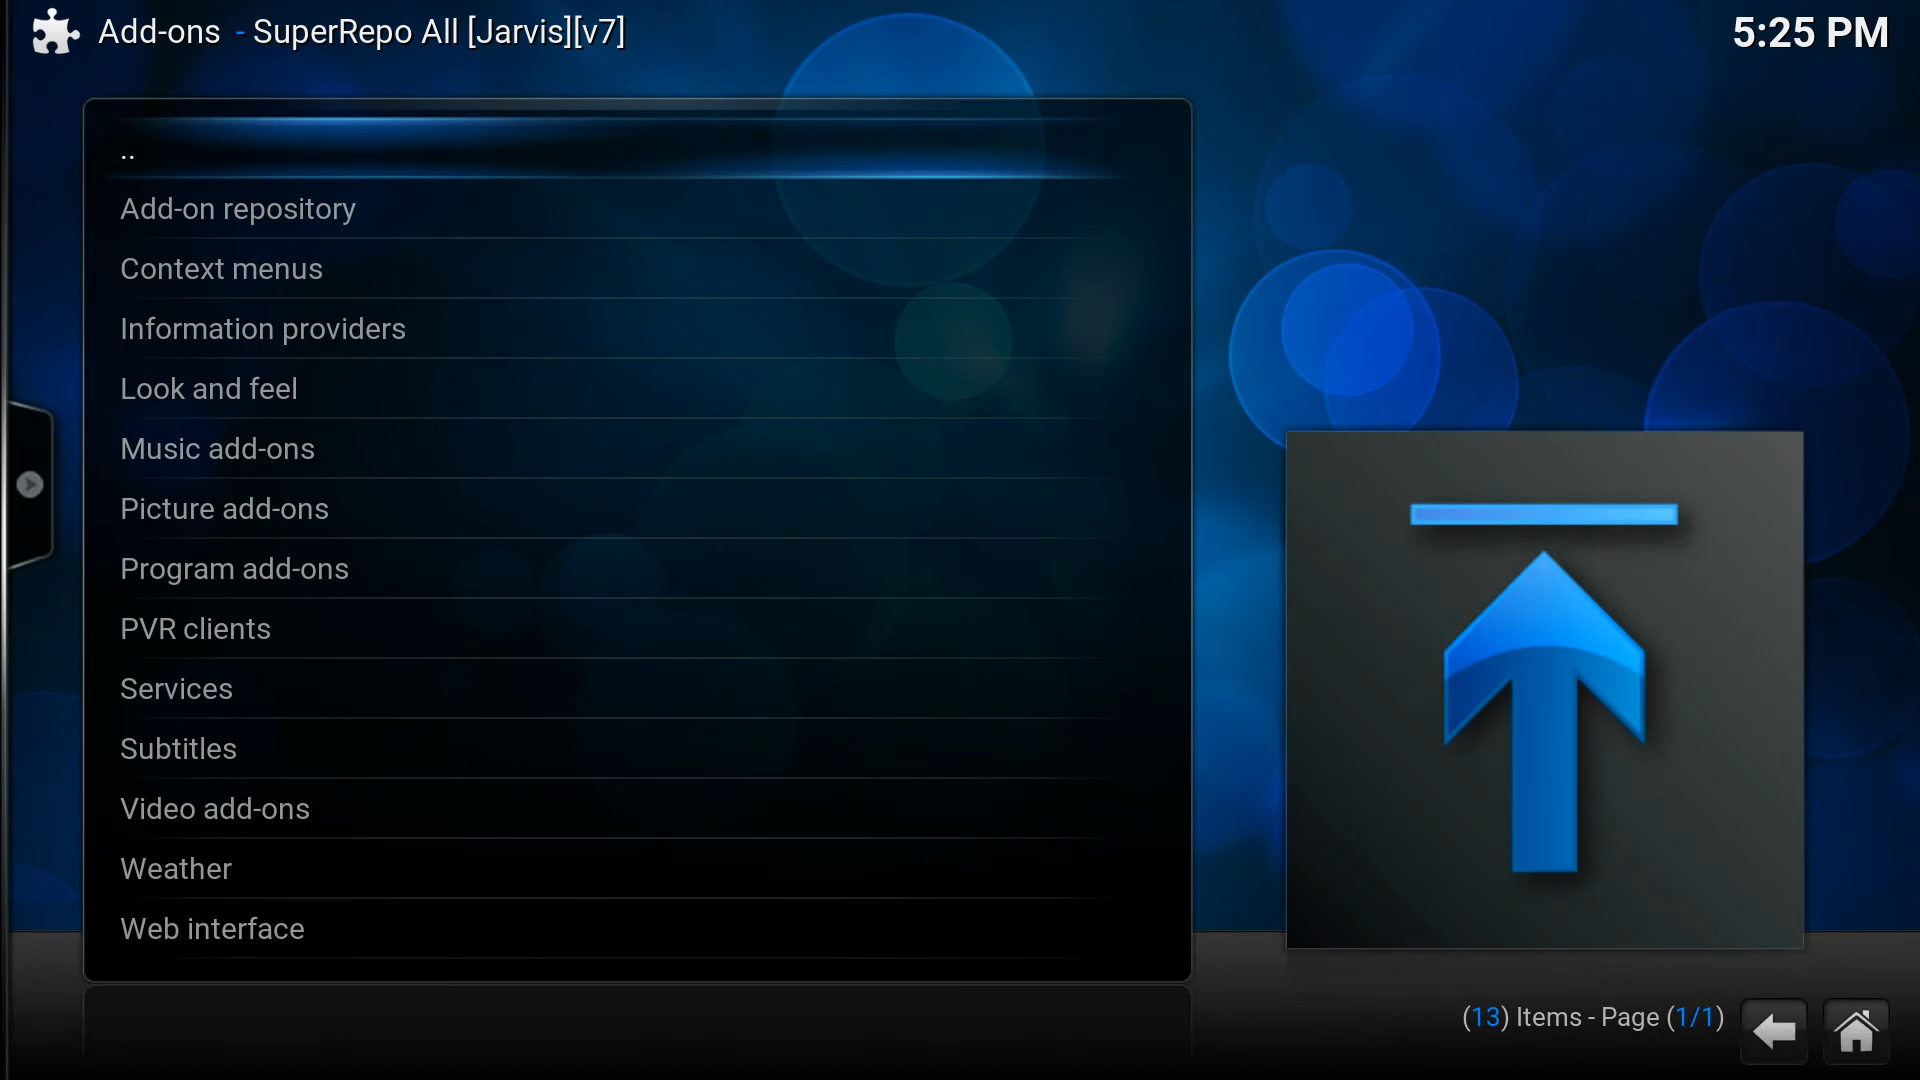 Add-ons - SuperRepo All [Jarvis][v7]
5:25 PM
..
Add-on repository
Context menus
Information providers
Look and feel
Music add-ons
Picture add-ons
Program add-ons
PVR clients
Services
Subtitles
Video add-ons
Weather
Web interface
(13) Items - Page (1/1)